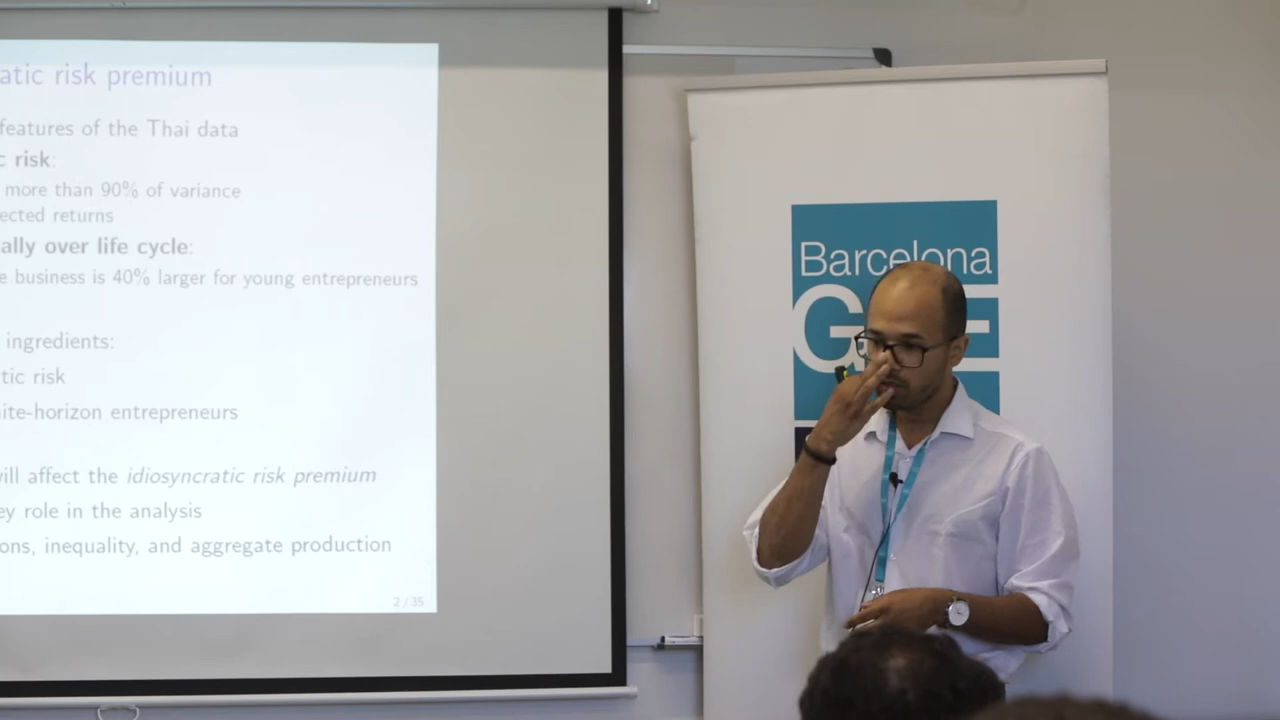 atic risk premium
features of the Thai data
c risk:
more than 90% of variance
ected returns
ally over life cycle:
e business is 40% larger for young entrepreneurs
ingredients:
tic risk
nite-horizon entrepreneurs
vill affect the idiosyncratic risk premium
ey role in the analysis
ons, inequality, and aggregate production
2 / 35
Barcelona
G E